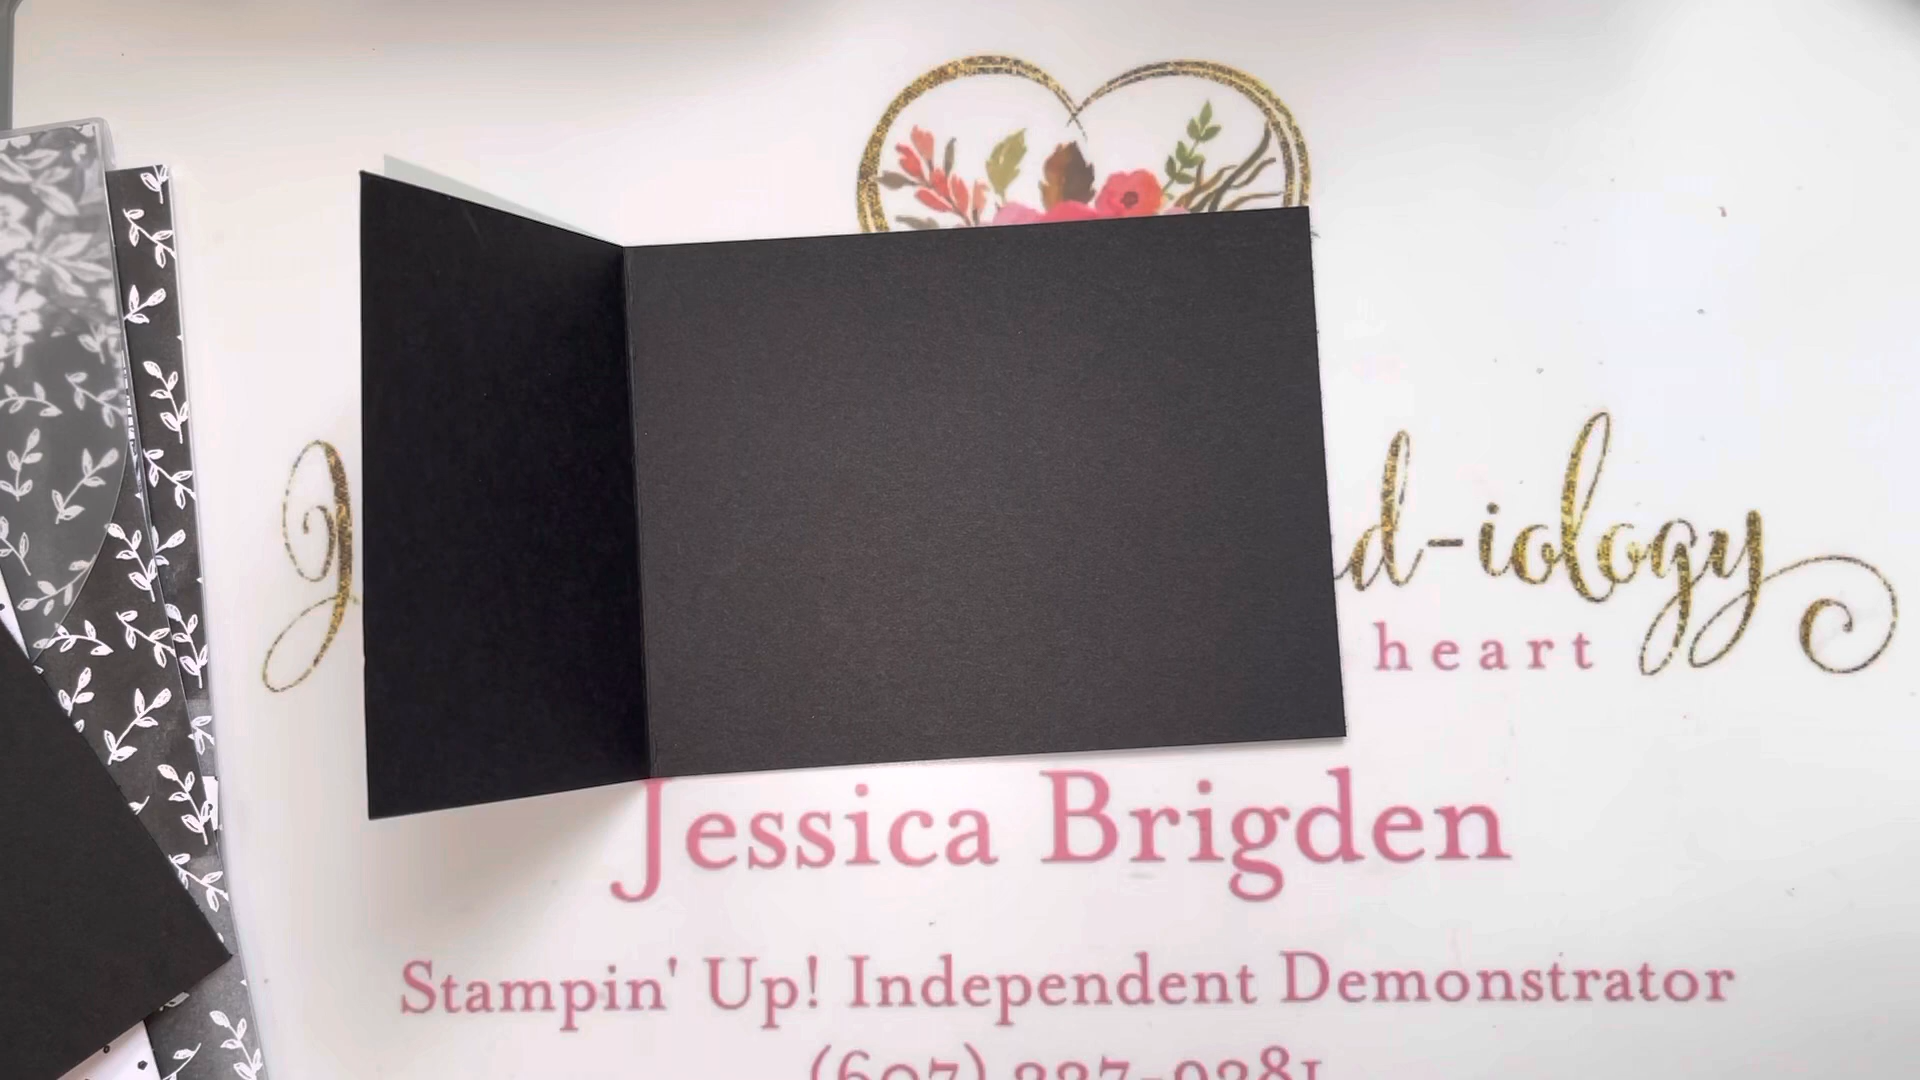 d-iology
heart
Jessica Brigden
Stampin' Up! Independent Demonstrator